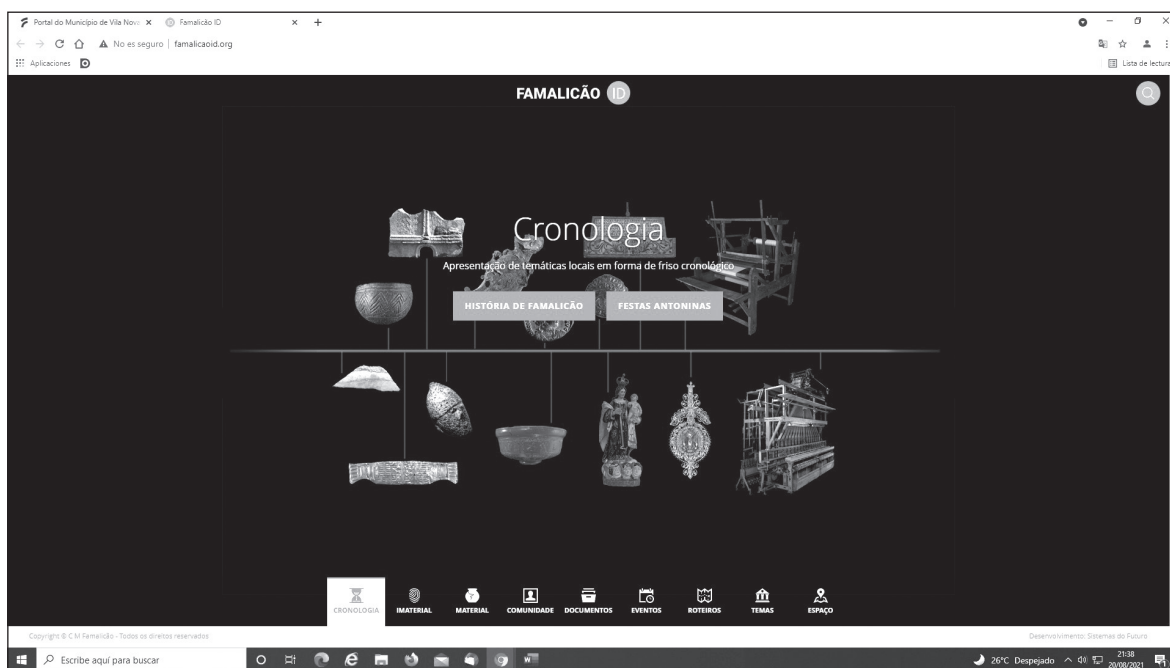 Portal do Município de Vila Nova
Famalicão ID
No es seguro | famalicaoid.org
Aplicaciones
Lista de lectura
FAMALICÃO ID
Cronologia
Apresentação de temáticas locais em forma de friso cronológico
HISTÓRIA DE FAMALICÃO
FESTAS ANTONINAS
CRONOLOGIA
IMATERIAL
MATERIAL
COMUNIDADE
DOCUMENTOS
EVENTOS
ROTEIROS
TEMAS
ESPAÇO
Copyright © C M Famalicão - Todos os direitos reservados
Desenvolvimento: Sistemas do Futuro
Escribe aquí para buscar
26°C Despejado
21:38
20/08/2021